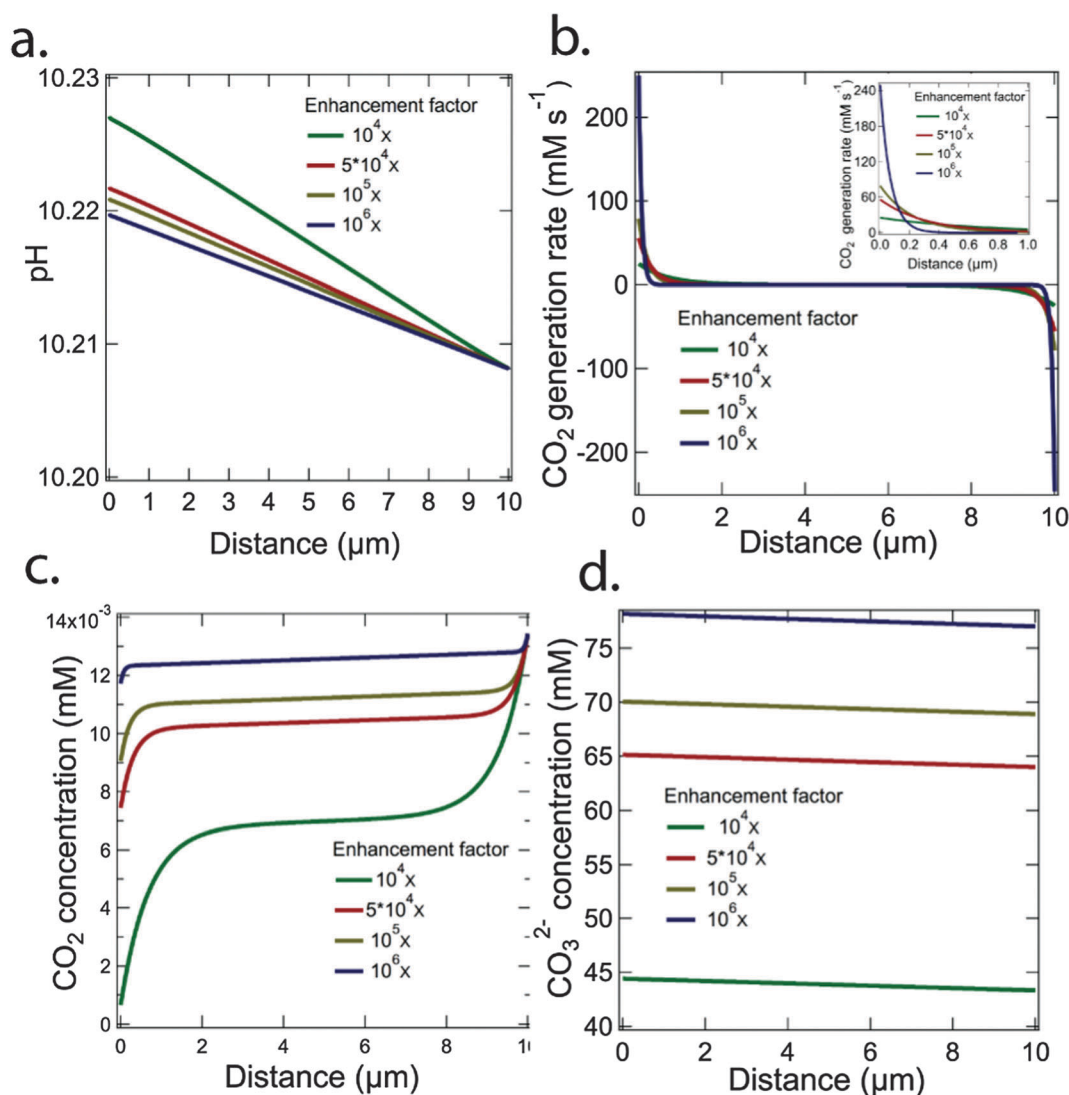 a.
10.23
10.22
10.21
10.20
pH
Enhancement factor
10⁴x
5*10⁴x
10⁵x
10⁶x
0 1 2 3 4 5 6 7 8 9 10
Distance (μm)
b.
200
100
0
-100
-200
CO₂ generation rate (mM s⁻¹)
240
180
120
60
0
CO₂ generation rate (mM s⁻¹)
Enhancement factor
10⁴x
5*10⁴x
10⁵x
10⁶x
0.0 0.2 0.4 0.6 0.8 1.0
Distance (μm)
Enhancement factor
10⁴x
5*10⁴x
10⁵x
10⁶x
0 2 4 6 8 10
Distance (μm)
c.
14x10⁻³
12
10
8
6
4
2
0
CO₂ concentration (mM)
Enhancement factor
10⁴x
5*10⁴x
10⁵x
10⁶x
0 2 4 6 8 10
Distance (μm)
d.
75
70
65
60
55
50
45
40
CO₃²⁻ concentration (mM)
Enhancement factor
10⁴x
5*10⁴x
10⁵x
10⁶x
0 2 4 6 8 10
Distance (μm)